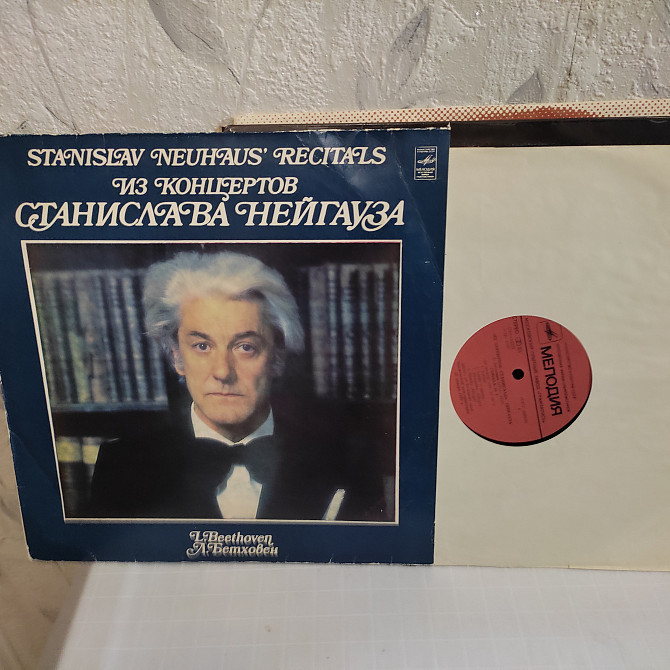 STANISLAV NEUHAUS' RECITALS
ИЗ КОНЦЕРТОВ
СТАНИСЛАВА НЕЙГАУЗА
L.Beethoven
Л.Бетховен
МЕЛОДИЯ